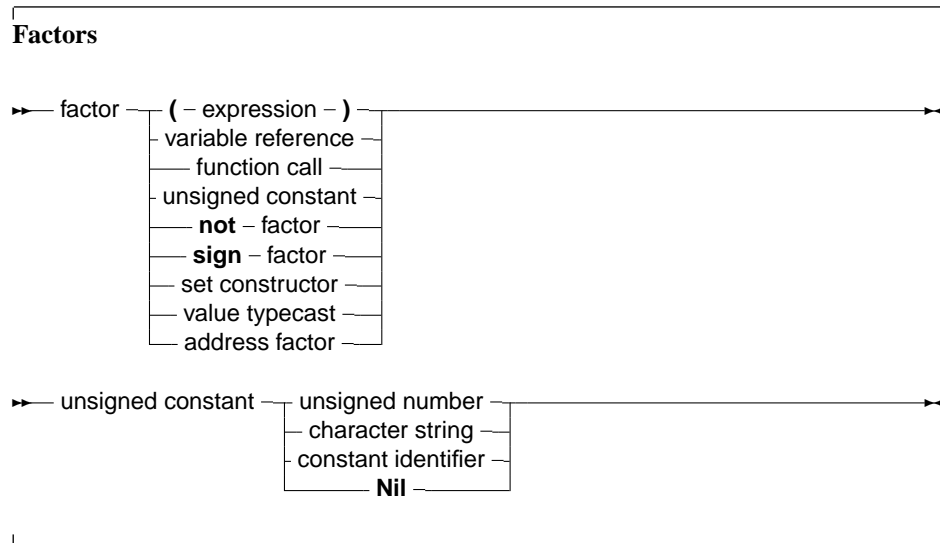 Factors
factor ( expression )
variable reference
function call
unsigned constant
not factor
sign factor
set constructor
value typecast
address factor
unsigned constant unsigned number
character string
constant identifier
Nil